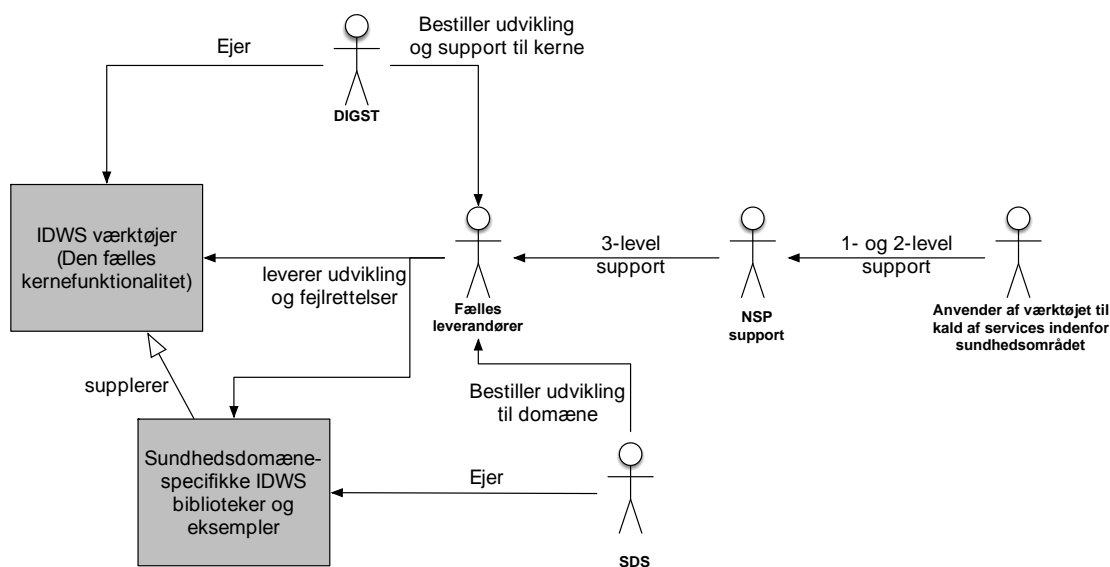 Bestiller udvikling
og support til kerne
Ejer
DIGST
IDWS værktøjer
(Den fælles
kernefunktionalitet)
leverer udvikling
og fejlrettelser
Fælles
leverandører
3-level
support
NSP
support
1- og 2-level
support
Anvender af værktøjet til
kald af services indenfor
sundhedsområdet
supplerer
Bestiller udvikling
til domæne
Sundhedsdomæne-
specifikke IDWS
biblioteker og
eksempler
Ejer
SDS